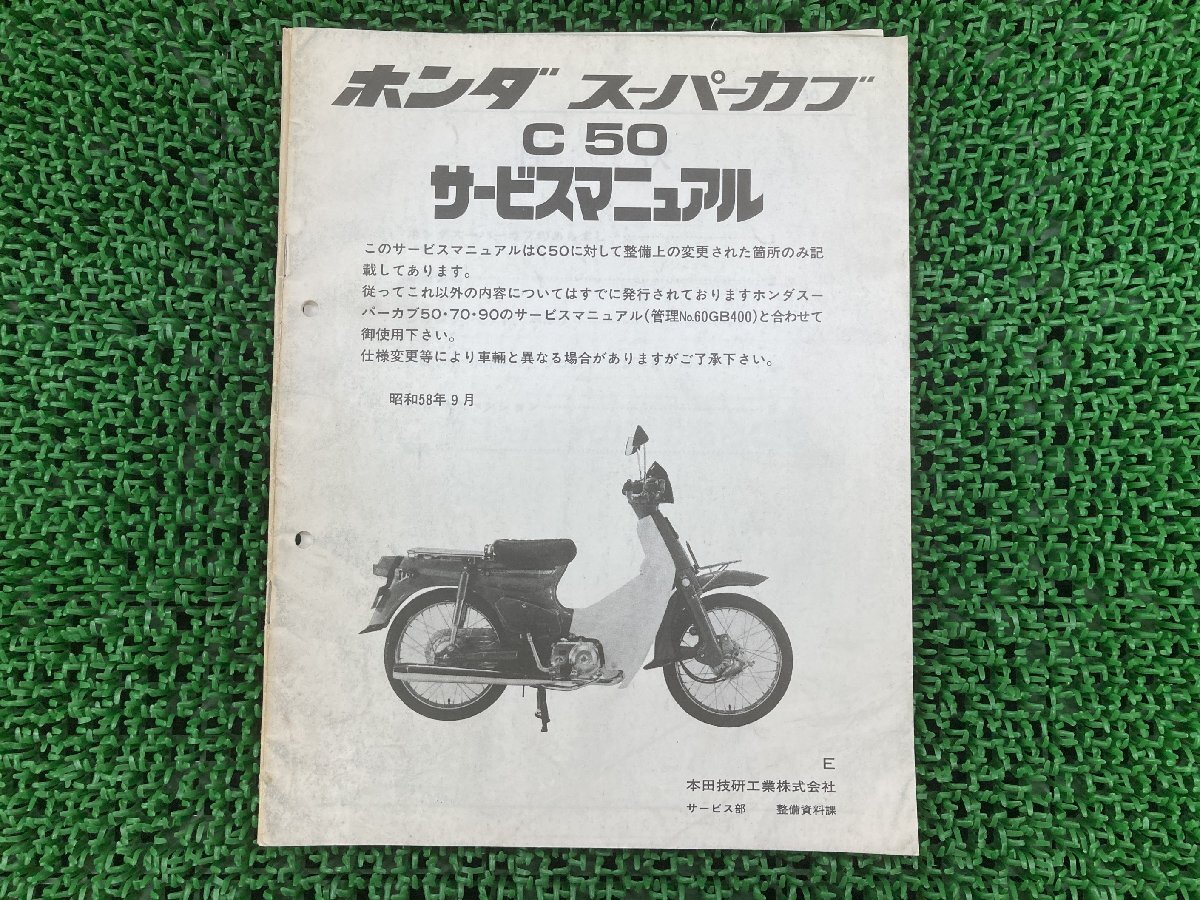 ホンダ スーパーカブ
C 50
サービスマニュアル
このサービスマニュアルはC50に対して整備上の変更された箇所のみ記
載してあります。
従ってこれ以外の内容についてはすでに発行されておりますホンダスー
パーカブ50・70・90のサービスマニュアル(管理No.60GB400)と合わせて
御使用下さい。
仕様変更等により車輛と異なる場合がありますがご了承下さい。
昭和58年9月
E
本田技研工業株式会社
サービス部 整備資料課